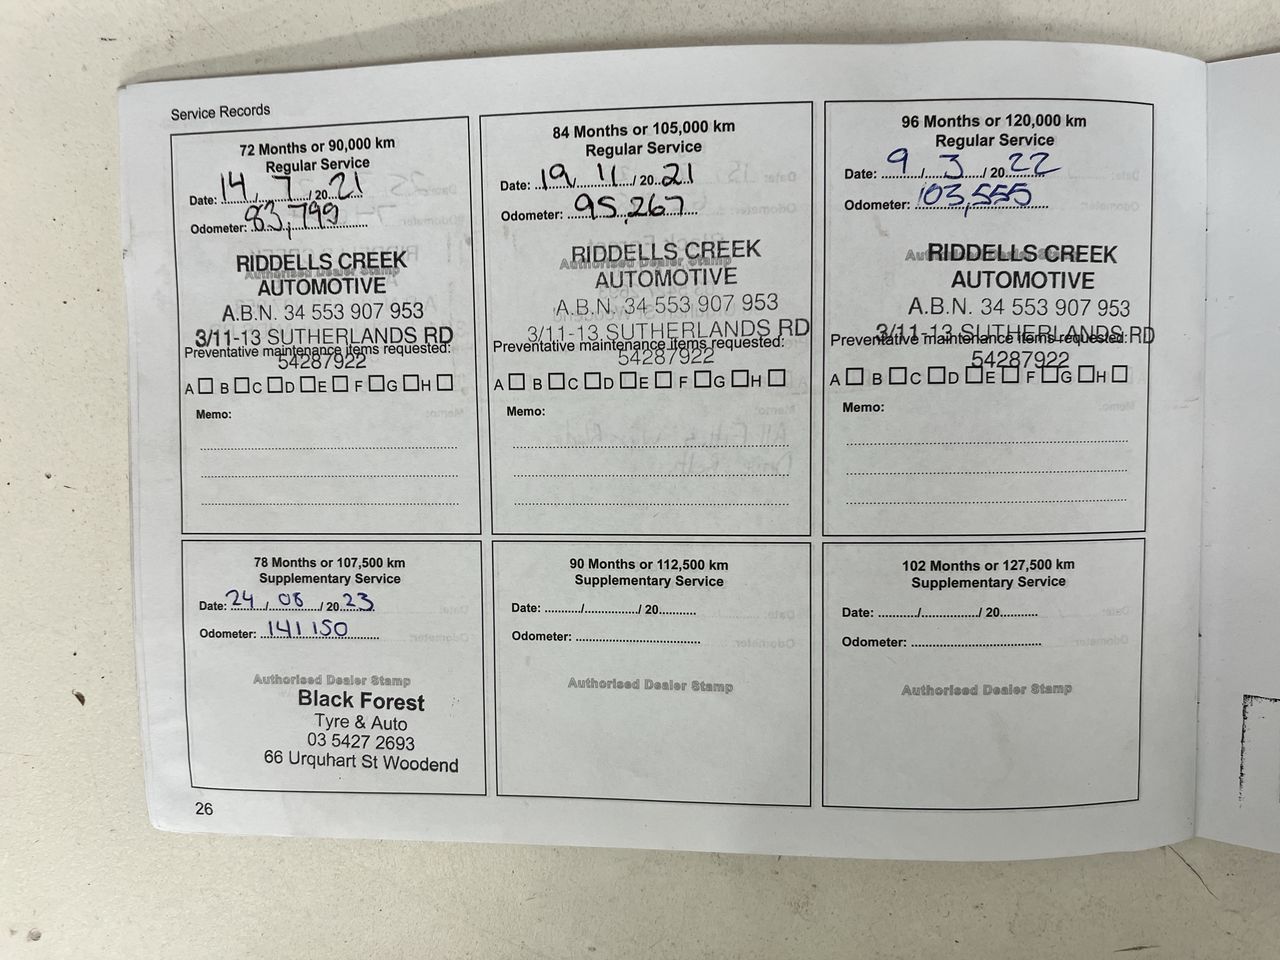 Service Records
72 Months or 90,000 km
Regular Service
Date: 14 / 7 / 20 21
Odometer: 83,799
Authorised Dealer Stamp
RIDDELLS CREEK
AUTOMOTIVE
A.B.N. 34 553 907 953
3/11-13 SUTHERLANDS RD
Preventative maintenance items requested:
54287922
A □ B □ C □ D □ E □ F □ G □ H □
Memo:
84 Months or 105,000 km
Regular Service
Date: 19 / 11 / 20 21
Odometer: 95,267
Authorised Dealer Stamp
RIDDELLS CREEK
AUTOMOTIVE
A.B.N. 34 553 907 953
3/11-13 SUTHERLANDS RD
Preventative maintenance items requested:
54287922
A □ B □ C □ D □ E □ F □ G □ H □
Memo:
96 Months or 120,000 km
Regular Service
Date: 9 / 3 / 20 22
Odometer: 103,555
Authorised Dealer Stamp
RIDDELLS CREEK
AUTOMOTIVE
A.B.N. 34 553 907 953
3/11-13 SUTHERLANDS RD
Preventative maintenance items requested:
54287922
A □ B □ C □ D □ E □ F □ G □ H □
Memo:
78 Months or 107,500 km
Supplementary Service
Date: 24 / 08 / 20 23
Odometer: 141 150
Authorised Dealer Stamp
Black Forest
Tyre & Auto
03 5427 2693
66 Urquhart St Woodend
90 Months or 112,500 km
Supplementary Service
Date: ........./............../ 20.........
Odometer: ................................
Authorised Dealer Stamp
102 Months or 127,500 km
Supplementary Service
Date: ........./............../ 20.........
Odometer: ................................
Authorised Dealer Stamp
26